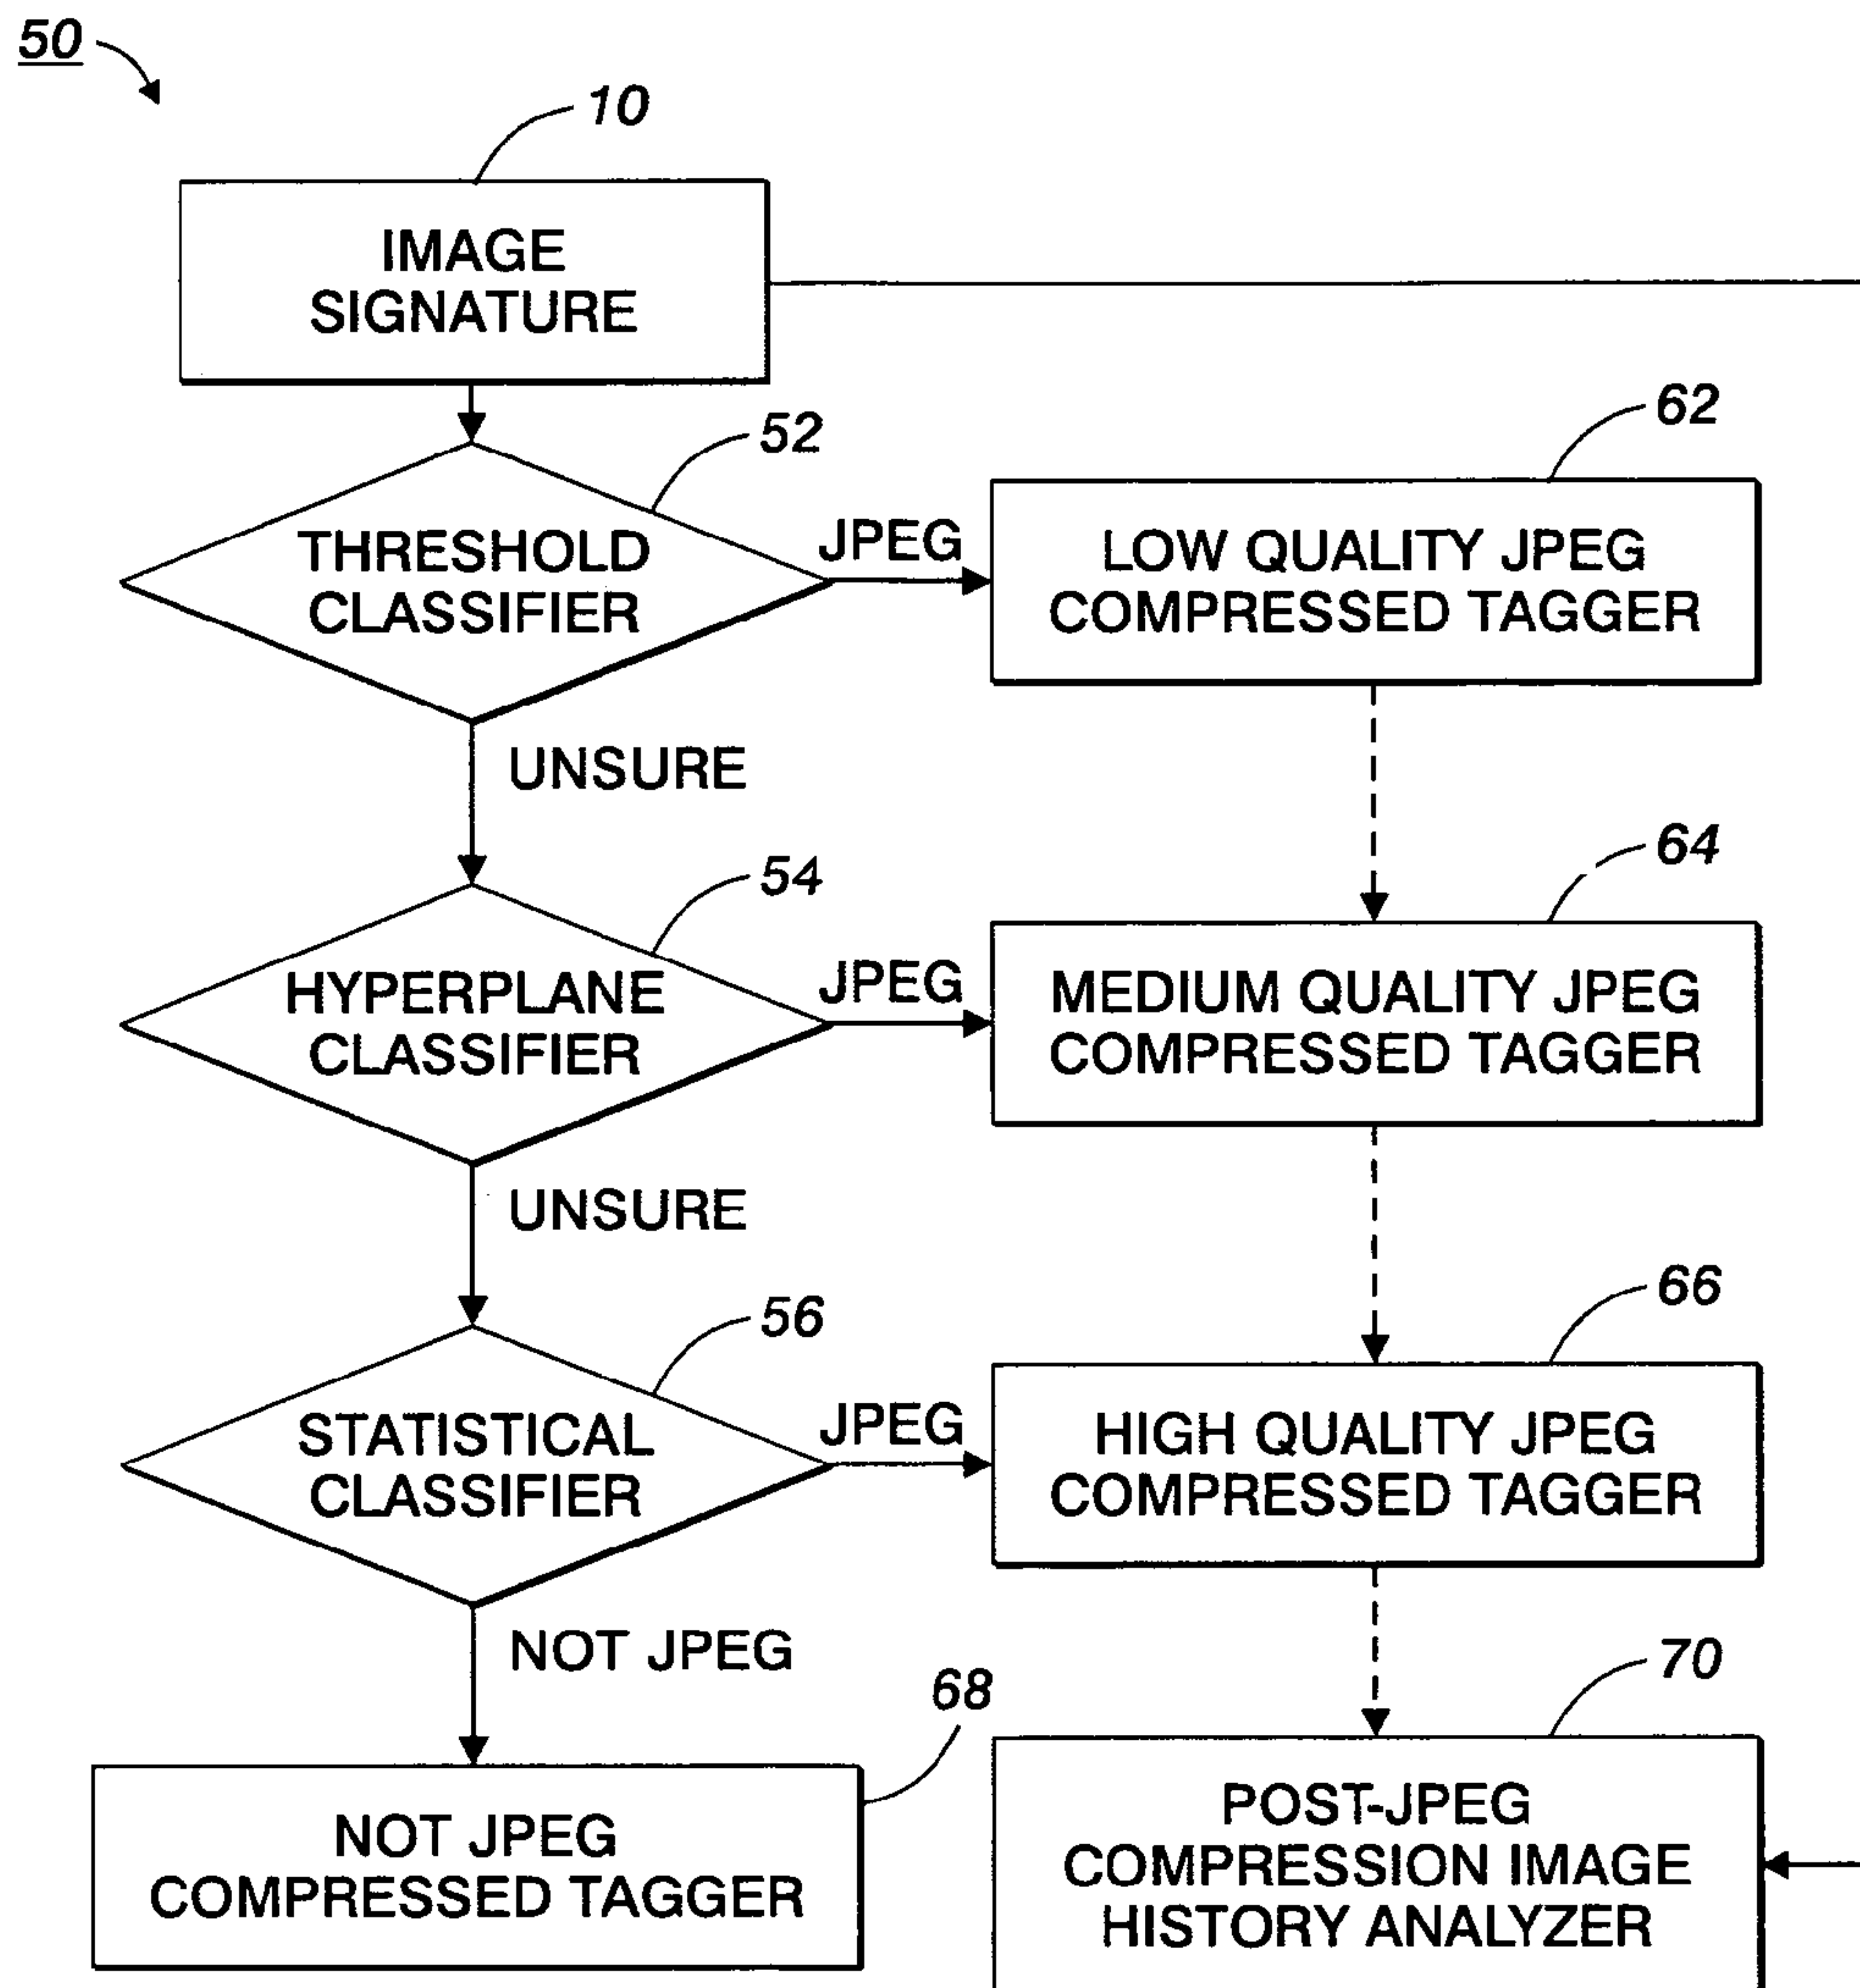 50
10
IMAGE
SIGNATURE
52
62
THRESHOLD
CLASSIFIER
JPEG
LOW QUALITY JPEG
COMPRESSED TAGGER
UNSURE
54
64
HYPERPLANE
CLASSIFIER
JPEG
MEDIUM QUALITY JPEG
COMPRESSED TAGGER
UNSURE
56
66
STATISTICAL
CLASSIFIER
JPEG
HIGH QUALITY JPEG
COMPRESSED TAGGER
NOT JPEG
68
70
NOT JPEG
COMPRESSED TAGGER
POST-JPEG
COMPRESSION IMAGE
HISTORY ANALYZER